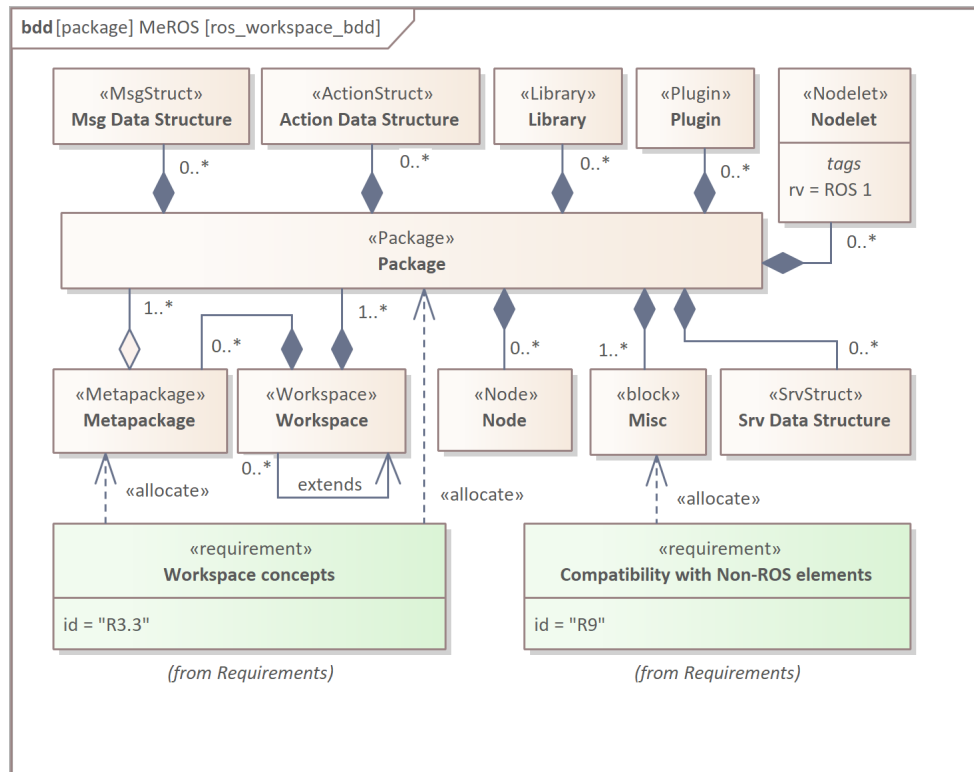 bdd [package] MeROS [ros_workspace_bdd]
«MsgStruct»
Msg Data Structure
«ActionStruct»
Action Data Structure
«Library»
Library
«Plugin»
Plugin
«Nodelet»
Nodelet
tags
rv = ROS 1
0..*
0..*
0..*
0..*
0..*
«Package»
Package
1..*
0..*
1..*
0..*
1..*
0..*
«Metapackage»
Metapackage
«Workspace»
Workspace
«Node»
Node
«block»
Misc
«SrvStruct»
Srv Data Structure
0..*
extends
«allocate»
«allocate»
«allocate»
«requirement»
Workspace concepts
id = "R3.3"
(from Requirements)
«requirement»
Compatibility with Non-ROS elements
id = "R9"
(from Requirements)